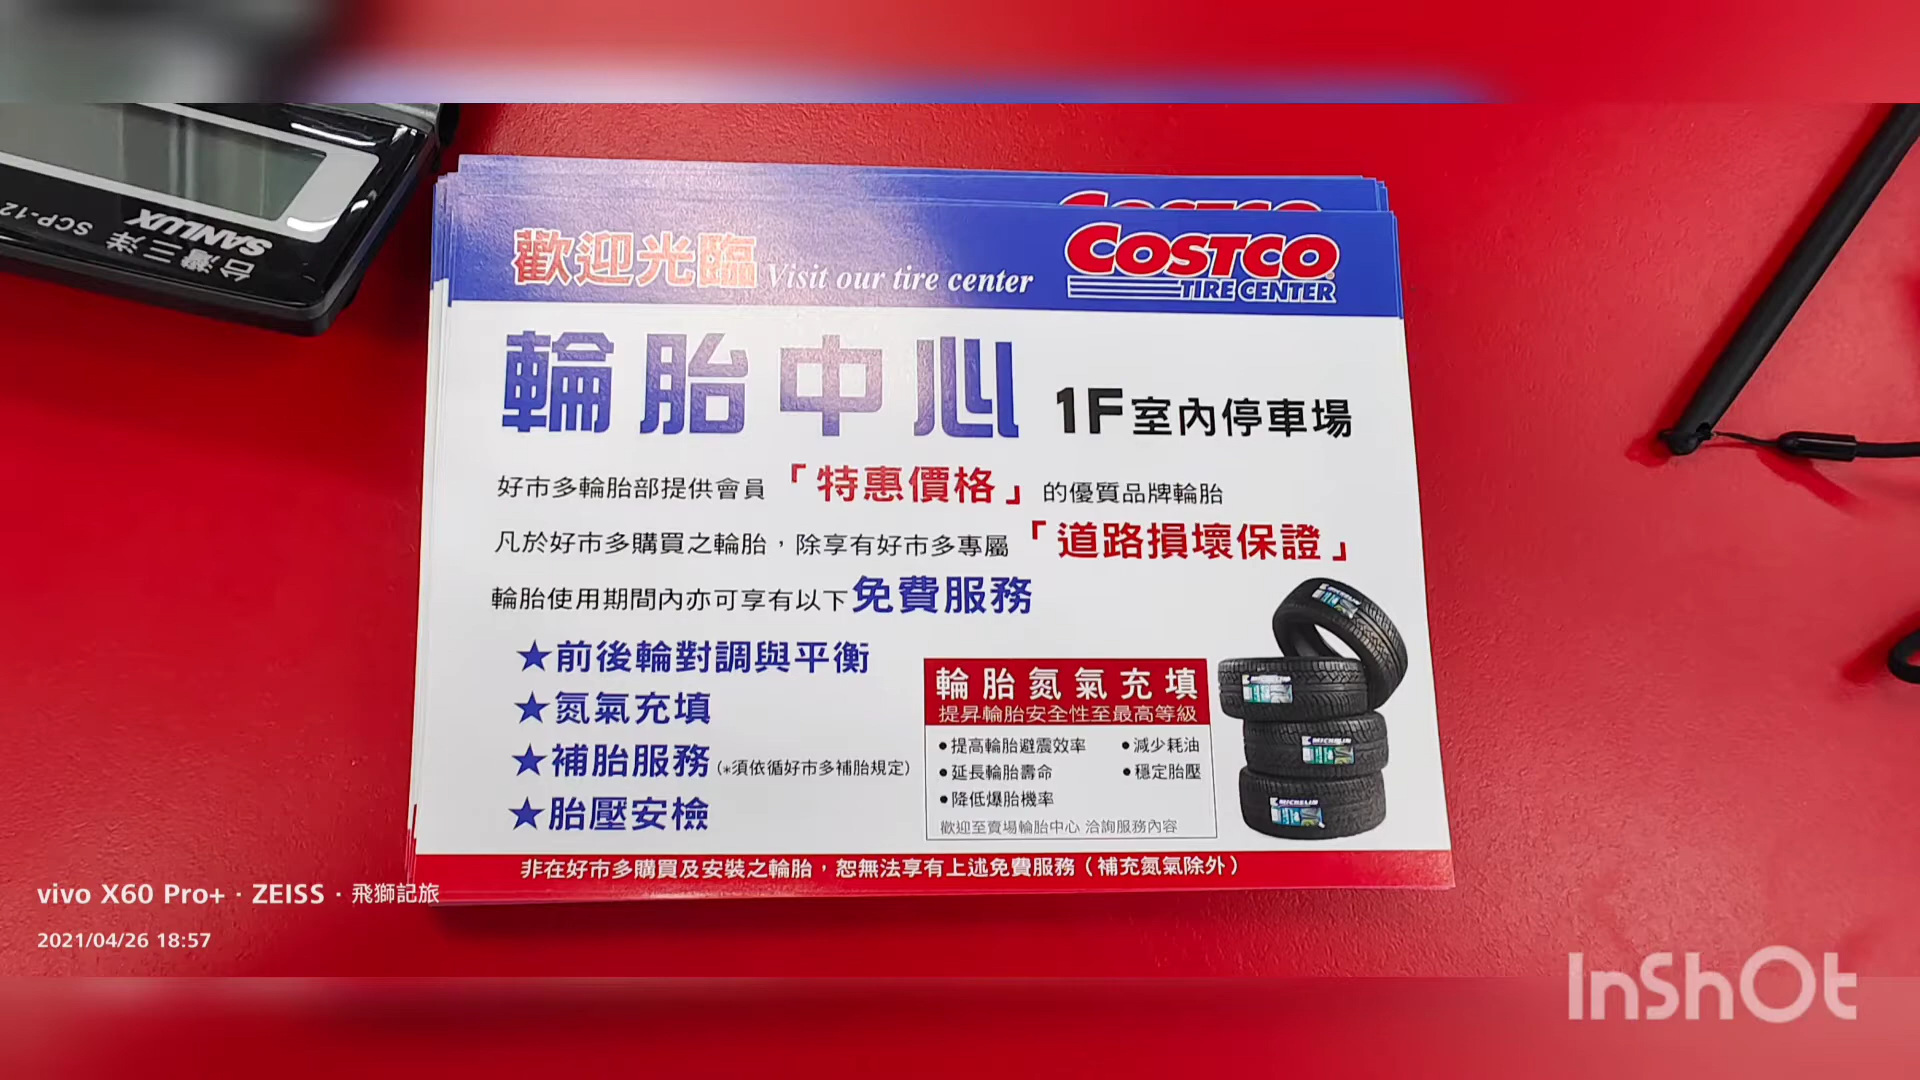 台灣三洋 SANLUX
SCP-12
COSTCO
歡迎光臨 Visit our tire center
COSTCO
TIRE CENTER
輪胎中心 1F室內停車場
好市多輪胎部提供會員「特惠價格」的優質品牌輪胎
凡於好市多購買之輪胎,除享有好市多專屬「道路損壞保證」
輪胎使用期間內亦可享有以下免費服務
★前後輪對調與平衡
★氮氣充填
★補胎服務(*須依循好市多補胎規定)
★胎壓安檢
輪胎氮氣充填
提昇輪胎安全性至最高等級
•提高輪胎避震效率 •減少耗油
•延長輪胎壽命 •穩定胎壓
•降低爆胎機率
歡迎至賣場輪胎中心 洽詢服務內容
MICHELIN
MICHELIN
非在好市多購買及安裝之輪胎,恕無法享有上述免費服務(補充氮氣除外)
vivo X60 Pro+ · ZEISS · 飛獅記旅
2021/04/26 18:57
InShOt